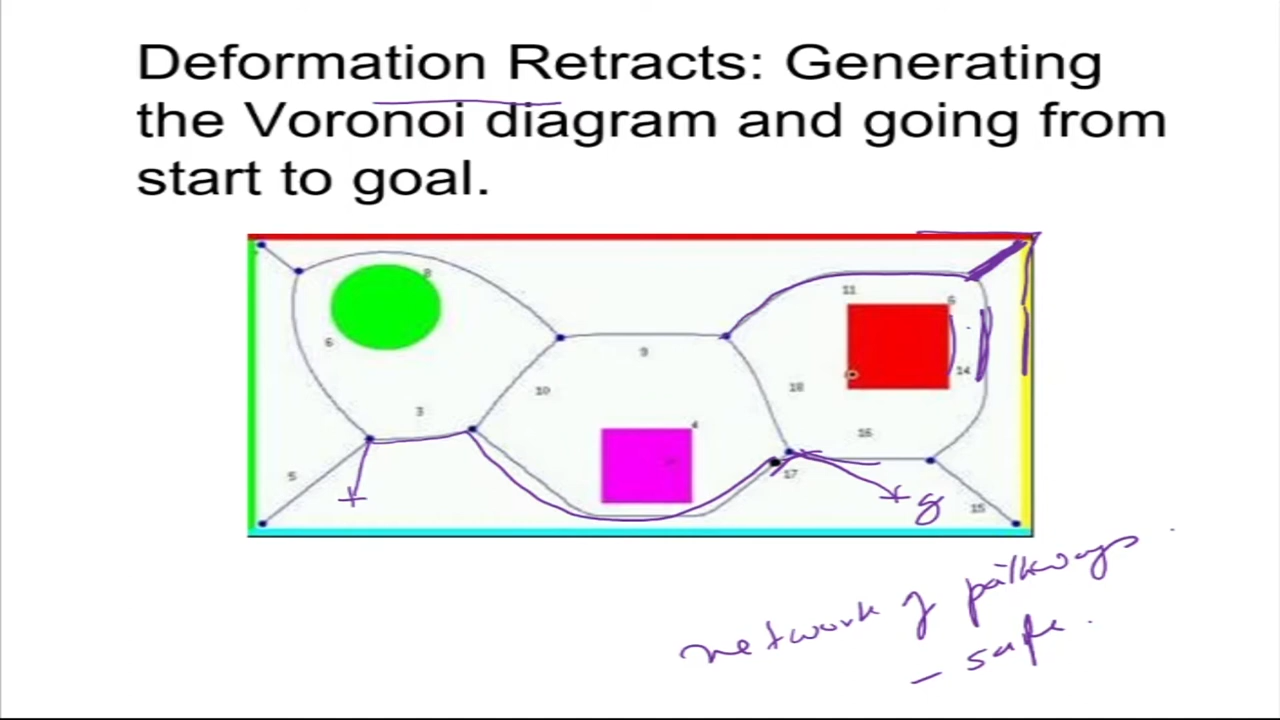 Deformation Retracts: Generating
the Voronoi diagram and going from
start to goal.
8
11
6
6
9
14
10
18
3
4
16
5
17
g
15
network of pathways
- safe.